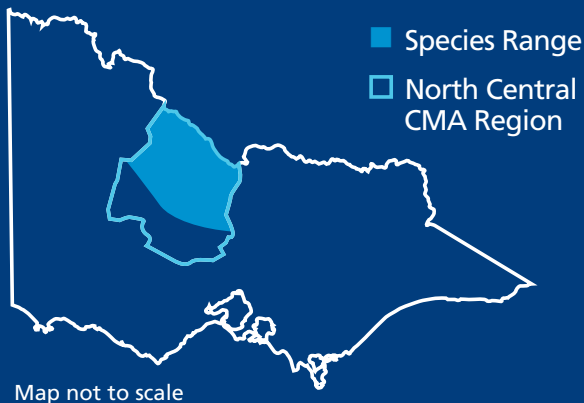 Species Range
North Central
CMA Region
Map not to scale